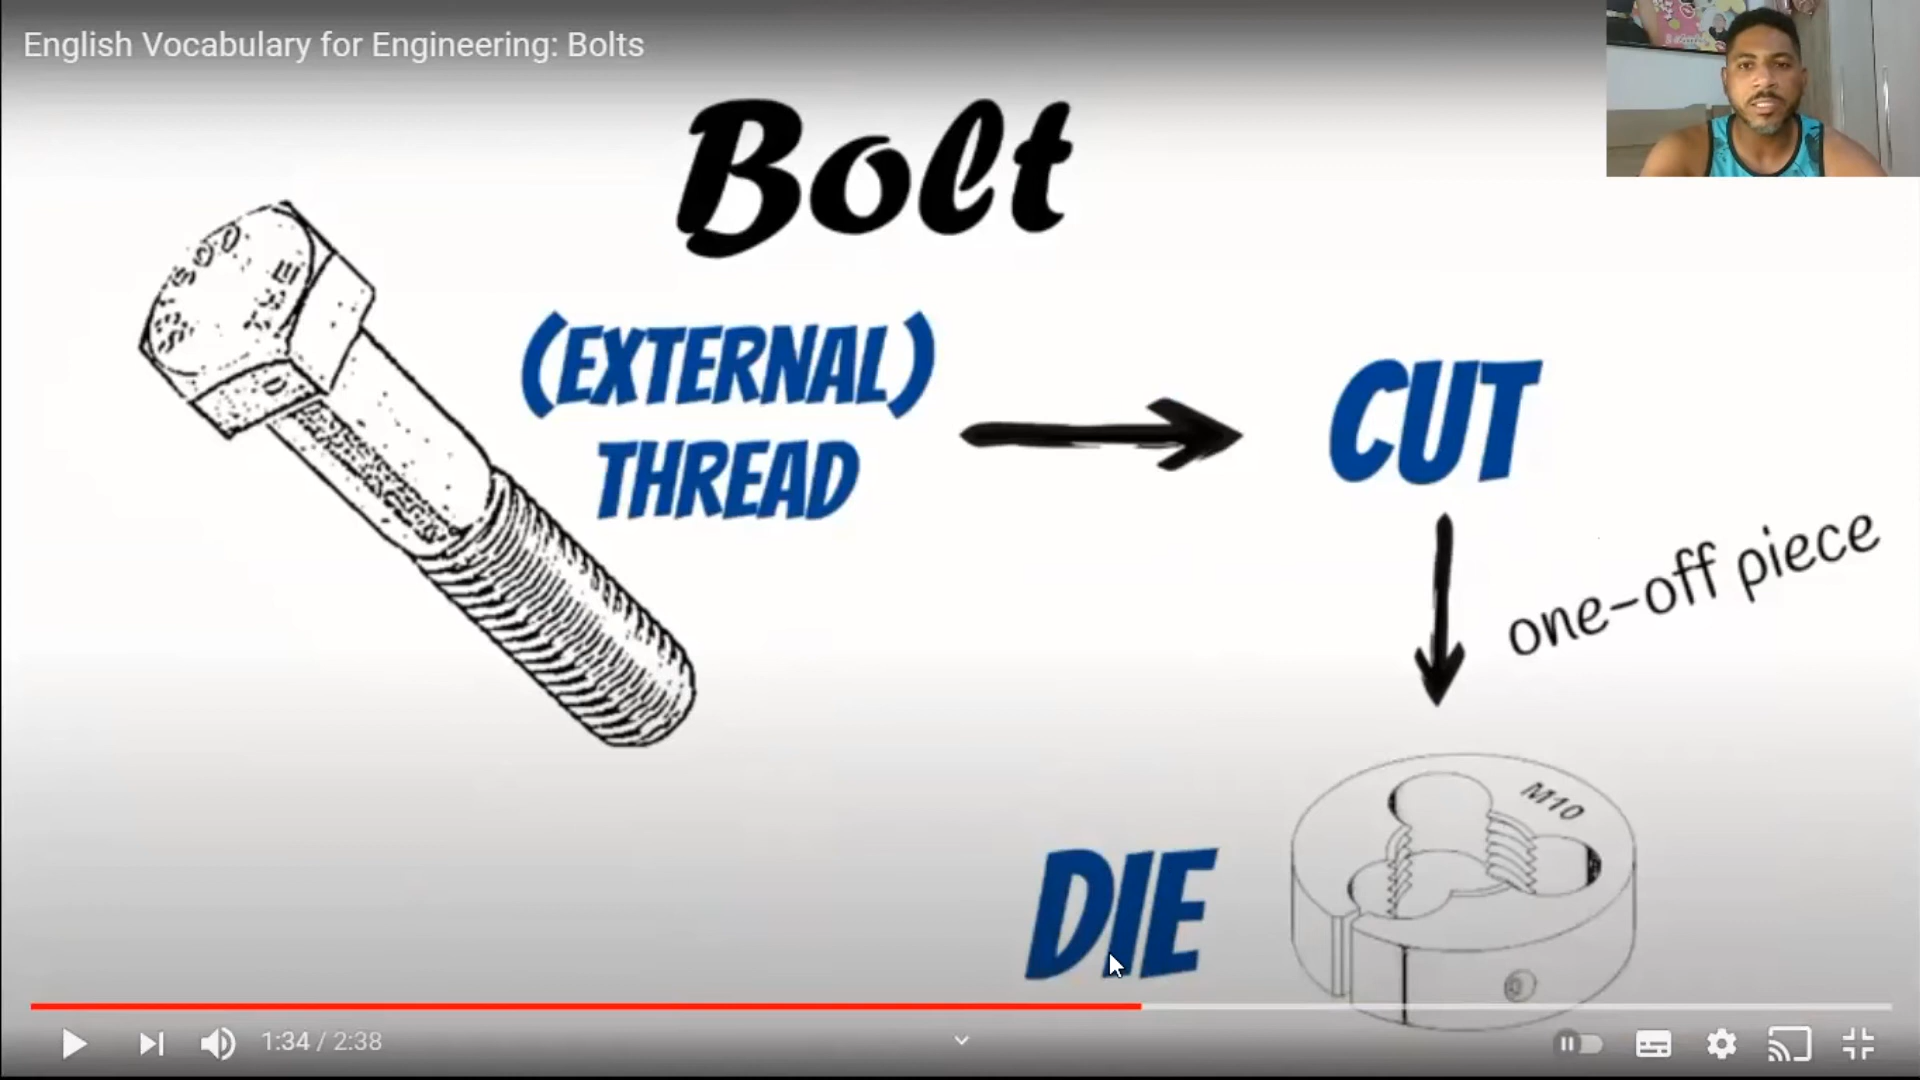 English Vocabulary for Engineering: Bolts
Bolt
(EXTERNAL)
THREAD
CUT
one-off piece
M10
DIE
1:34 / 2:38